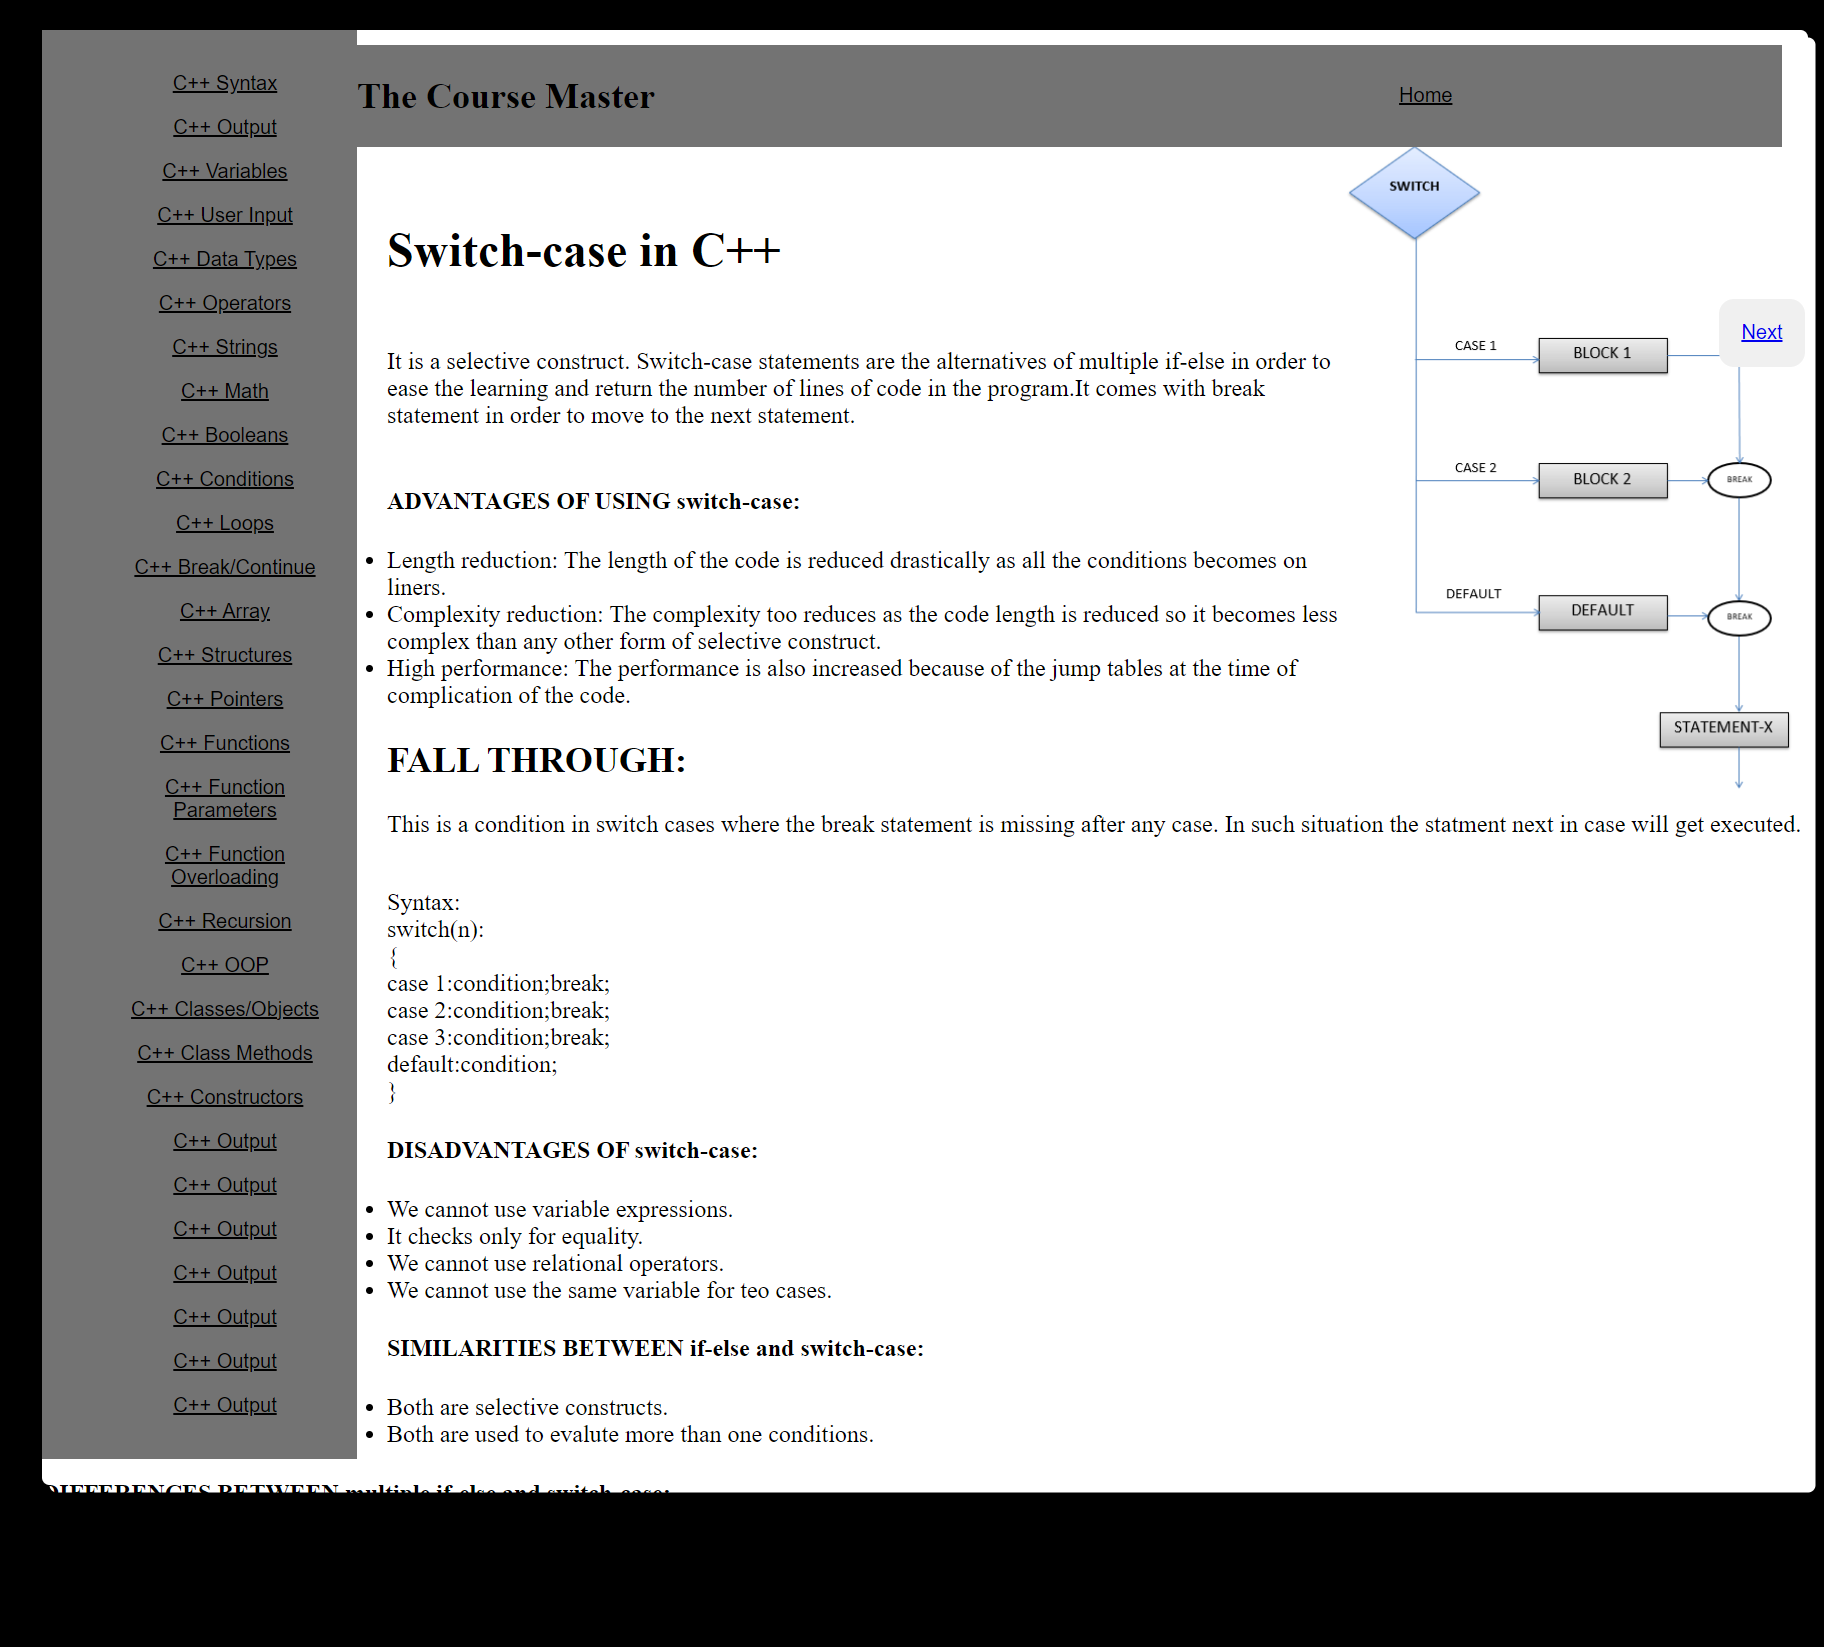 C++ Syntax
C++ Output
C++ Variables
C++ User Input
C++ Data Types
C++ Operators
C++ Strings
C++ Math
C++ Booleans
C++ Conditions
C++ Loops
C++ Break/Continue
C++ Array
C++ Structures
C++ Pointers
C++ Functions
C++ Function
Parameters
C++ Function
Overloading
C++ Recursion
C++ OOP
C++ Classes/Objects
C++ Class Methods
C++ Constructors
C++ Output
C++ Output
C++ Output
C++ Output
C++ Output
C++ Output
C++ Output
The Course Master
Home
Switch-case in C++
It is a selective construct. Switch-case statements are the alternatives of multiple if-else in order to
ease the learning and return the number of lines of code in the program.It comes with break
statement in order to move to the next statement.
ADVANTAGES OF USING switch-case:
• Length reduction: The length of the code is reduced drastically as all the conditions becomes on
liners.
• Complexity reduction: The complexity too reduces as the code length is reduced so it becomes less
complex than any other form of selective construct.
• High performance: The performance is also increased because of the jump tables at the time of
complication of the code.
SWITCH
CASE 1
BLOCK 1
Next
CASE 2
BLOCK 2
BREAK
DEFAULT
DEFAULT
BREAK
STATEMENT-X
FALL THROUGH:
This is a condition in switch cases where the break statement is missing after any case. In such situation the statment next in case will get executed.
Syntax:
switch(n):
{
case 1:condition;break;
case 2:condition;break;
case 3:condition;break;
default:condition;
}
DISADVANTAGES OF switch-case:
• We cannot use variable expressions.
• It checks only for equality.
• We cannot use relational operators.
• We cannot use the same variable for teo cases.
SIMILARITIES BETWEEN if-else and switch-case:
• Both are selective constructs.
• Both are used to evalute more than one conditions.
DIFFERENCES BETWEEN multiple if-else and switch-case: